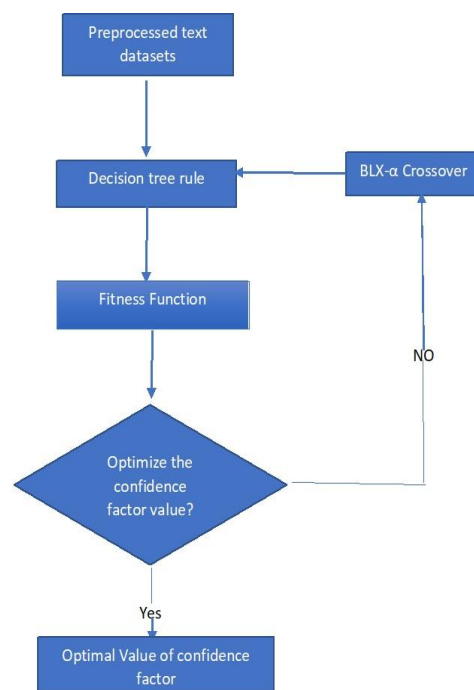 Preprocessed text
datasets
Decision tree rule
BLX-α Crossover
Fitness Function
NO
Optimize the
confidence
factor value?
Yes
Optimal Value of confidence
factor